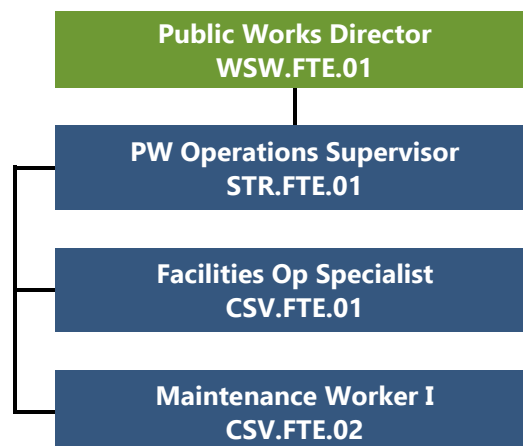 Public Works Director
WSW.FTE.01
PW Operations Supervisor
STR.FTE.01
Facilities Op Specialist
CSV.FTE.01
Maintenance Worker I
CSV.FTE.02